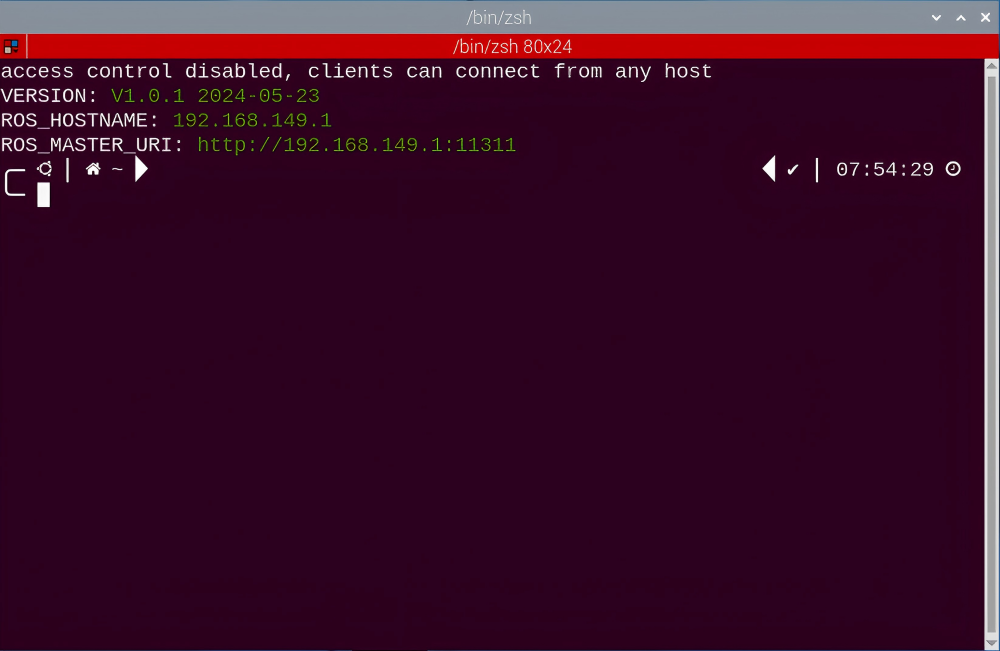 /bin/zsh
/bin/zsh 80x24
access control disabled, clients can connect from any host
VERSION: V1.0.1 2024-05-23
ROS_HOSTNAME: 192.168.149.1
ROS_MASTER_URI: http://192.168.149.1:11311
~ ✔ 07:54:29